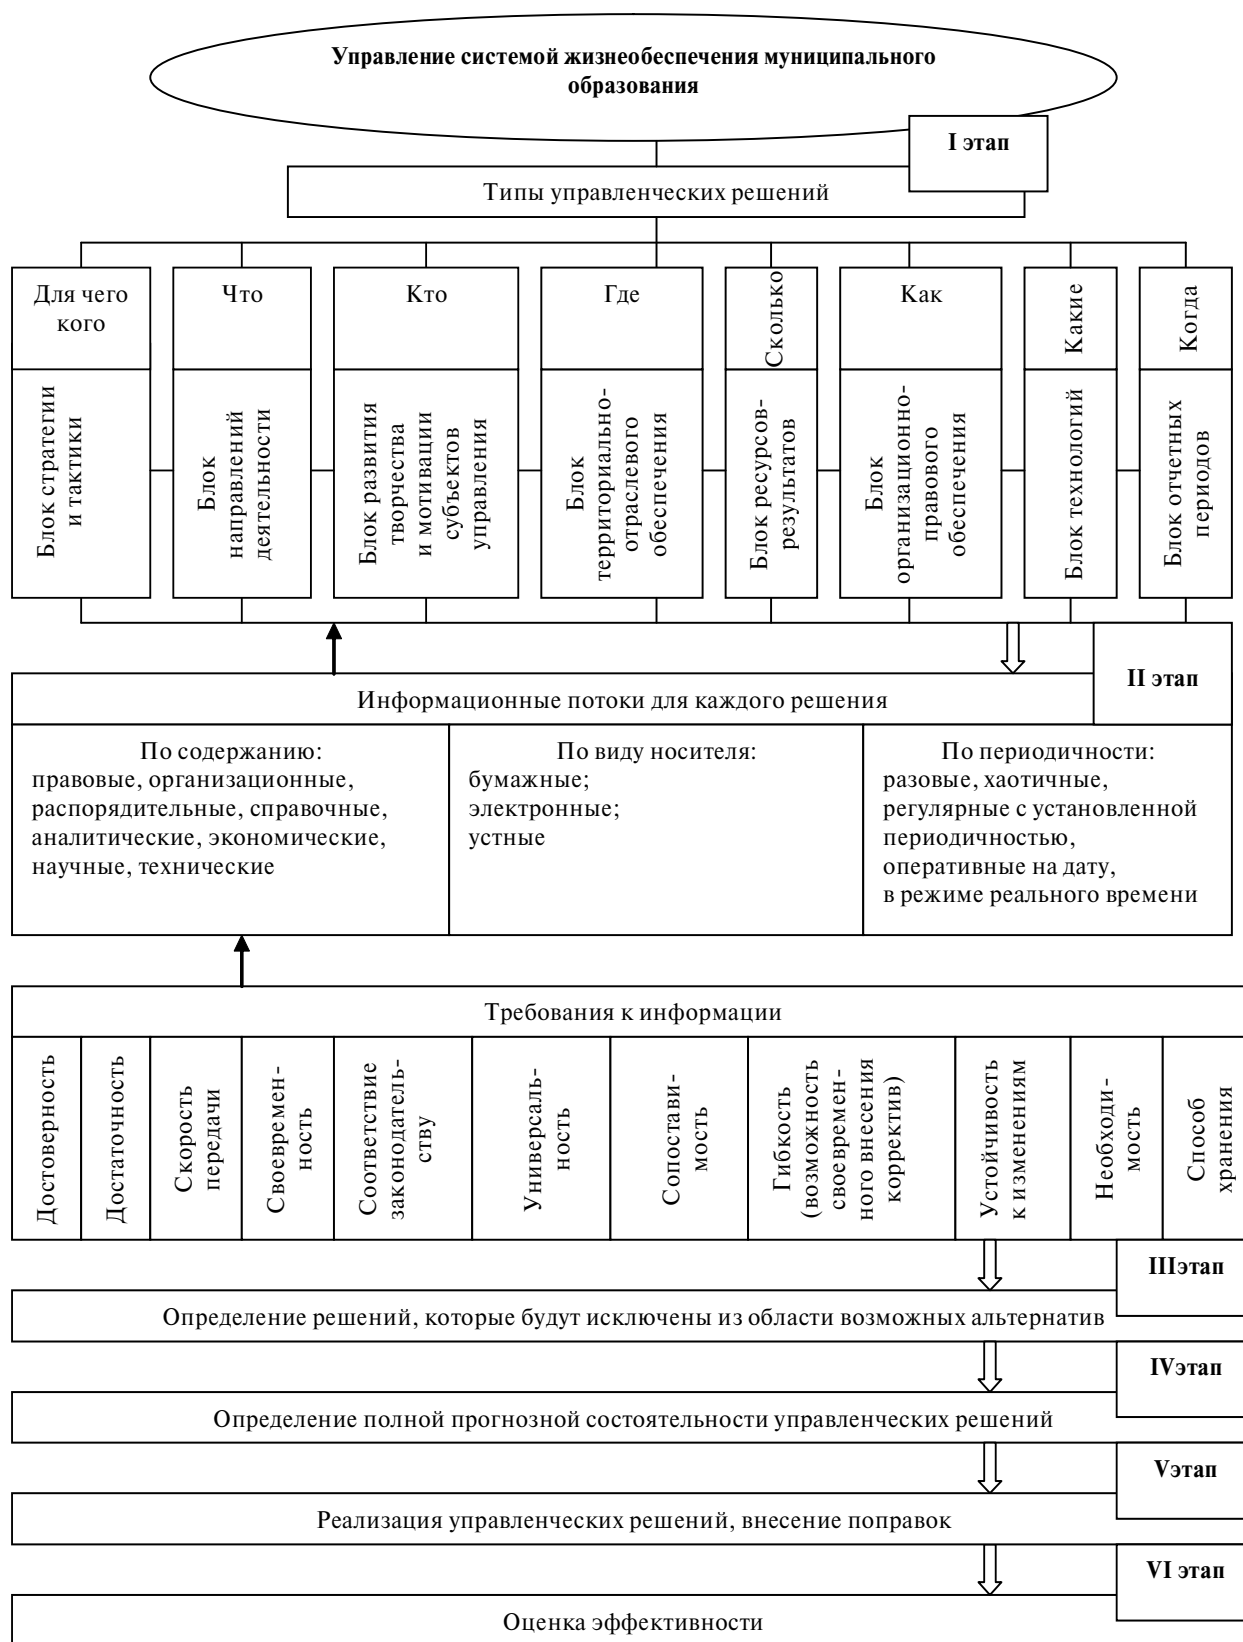 Управление системой жизнеобеспечения муниципального
образования
I этап
Типы управленческих решений
Для чего
кого
Что
Кто
Где
Сколько
Как
Какие
Когда
Блок стратегии
и тактики
Блок
направлений
деятельности
Блок развития
творчества
и мотивации
субъектов
управления
Блок
территориально-
отраслевого
обеспечения
Блок ресурсов-
результатов
Блок
организационно-
правового
обеспечения
Блок технологий
Блок отчетных
периодов
II этап
Информационные потоки для каждого решения
По содержанию:
правовые, организационные,
распорядительные, справочные,
аналитические, экономические,
научные, технические
По виду носителя:
бумажные;
электронные;
устные
По периодичности:
разовые, хаотичные,
регулярные с установленной
периодичностью,
оперативные на дату,
в режиме реального времени
Требования к информации
Достоверность
Достаточность
Скорость
передачи
Своевремен-
ность
Соответствие
законодатель-
ству
Универсаль-
ность
Сопостави-
мость
Гибкость
(возможность
своевремен-
ного внесения
корректив)
Устойчивость
к изменениям
Необходи-
мость
Способ
хранения
IIIэтап
Определение решений, которые будут исключены из области возможных альтернатив
IVэтап
Определение полной прогнозной состоятельности управленческих решений
Vэтап
Реализация управленческих решений, внесение поправок
VI этап
Оценка эффективности